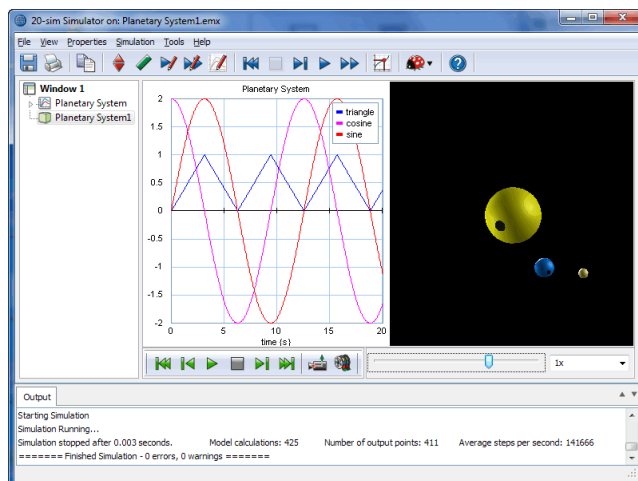 20-sim Simulator on: Planetary System1.emx
File View Properties Simulation Tools Help
Window 1
Planetary System
Planetary System1
Planetary System
triangle
cosine
sine
2
1.5
1
0.5
0
-0.5
-1
-1.5
-2
0 5 10 15 20
time {s}
1x
Output
Starting Simulation
Simulation Running...
Simulation stopped after 0.003 seconds. Model calculations: 425 Number of output points: 411 Average steps per second: 141666
======= Finished Simulation - 0 errors, 0 warnings =======